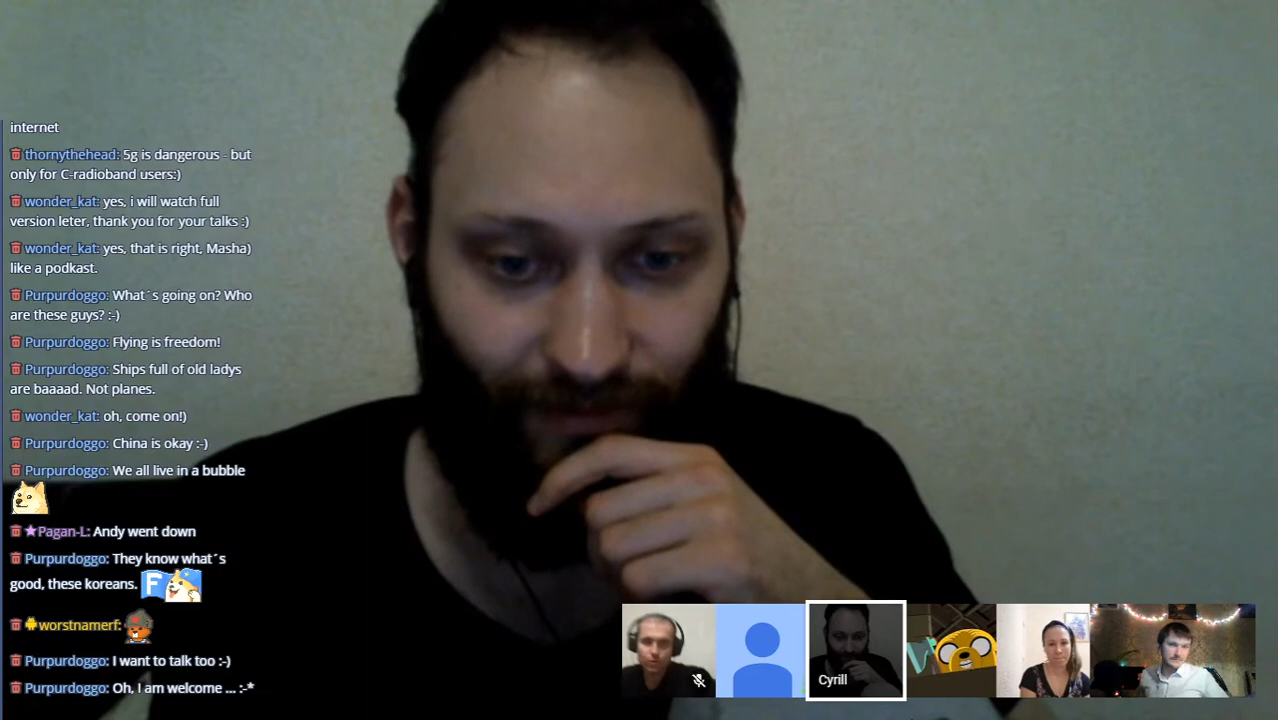 internet
thornythehead: 5g is dangerous - but
only for C-radioband users:)
wonder_kat: yes, i will watch full
version leter, thank you for your talks :)
wonder_kat: yes, that is right, Masha)
like a podkast.
Purpurdoggo: What´s going on? Who
are these guys? :-)
Purpurdoggo: Flying is freedom!
Purpurdoggo: Ships full of old ladys
are baaaad. Not planes.
wonder_kat: oh, come on!)
Purpurdoggo: China is okay :-)
Purpurdoggo: We all live in a bubble
Pagan-L: Andy went down
Purpurdoggo: They know what´s
good, these koreans. F
worstnamerf:
Purpurdoggo: I want to talk too :-)
Purpurdoggo: Oh, I am welcome ... :-*
Cyrill